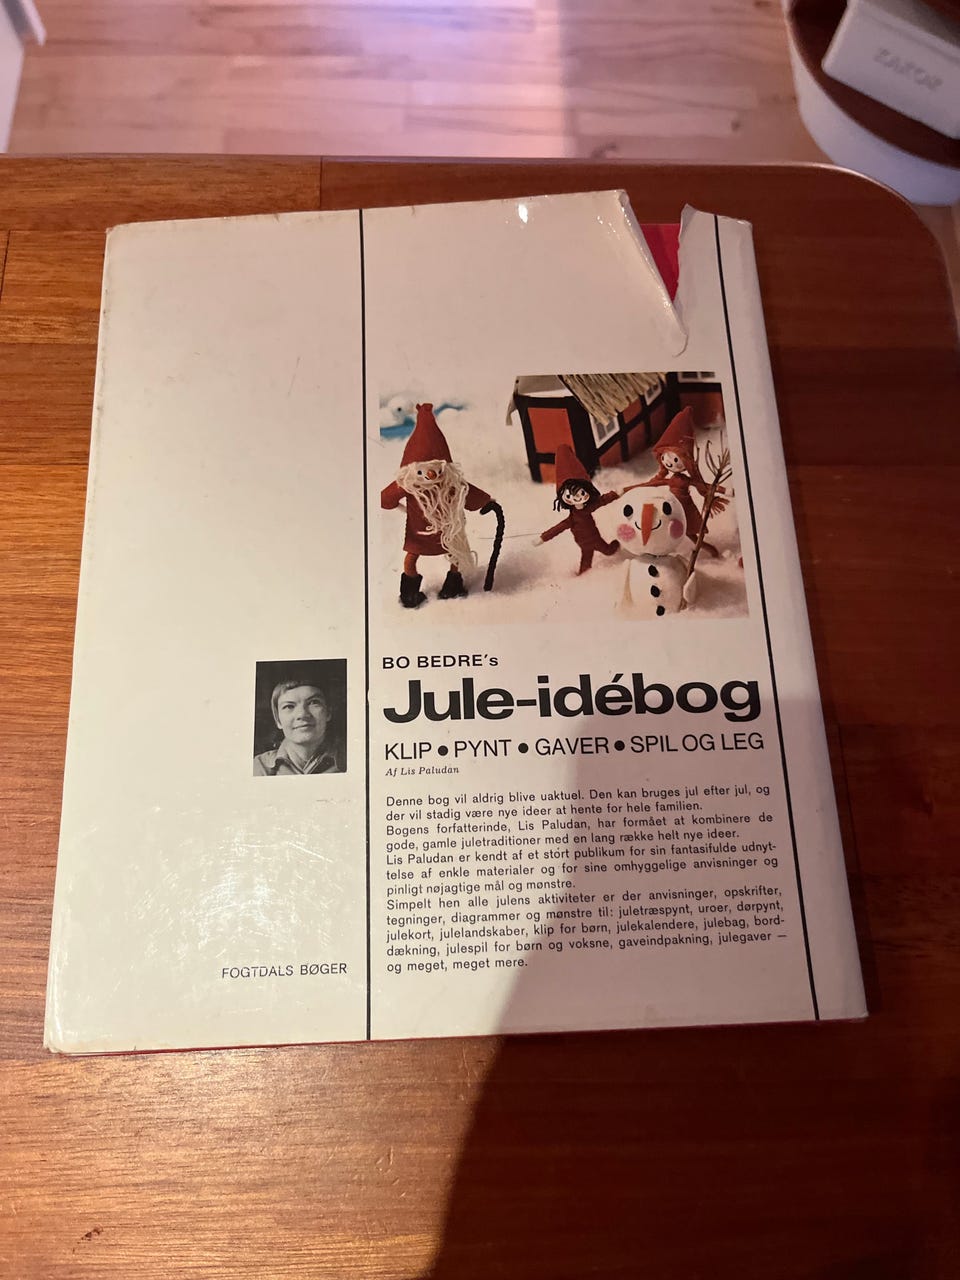 BO BEDRE's
Jule-idébog
KLIP ● PYNT ● GAVER ● SPIL OG LEG
Af Lis Paludan
Denne bog vil aldrig blive uaktuel. Den kan bruges jul efter jul, og
der vil stadig være nye ideer at hente for hele familien.
Bogens forfatterinde, Lis Paludan, har formået at kombinere de
gode, gamle juletraditioner med en lang række helt nye ideer.
Lis Paludan er kendt af et stort publikum for sin fantasifulde udnyt-
telse af enkle materialer og for sine omhyggelige anvisninger og
pinligt nøjagtige mål og mønstre.
Simpelt hen alle julens aktiviteter er der anvisninger, opskrifter,
tegninger, diagrammer og mønstre til: juletræspynt, uroer, dørpynt,
julekort, julelandskaber, klip for børn, julekalendere, julebag, bord-
dækning, julespil for børn og voksne, gaveindpakning, julegaver —
og meget, meget mere.
FOGTDALS BØGER